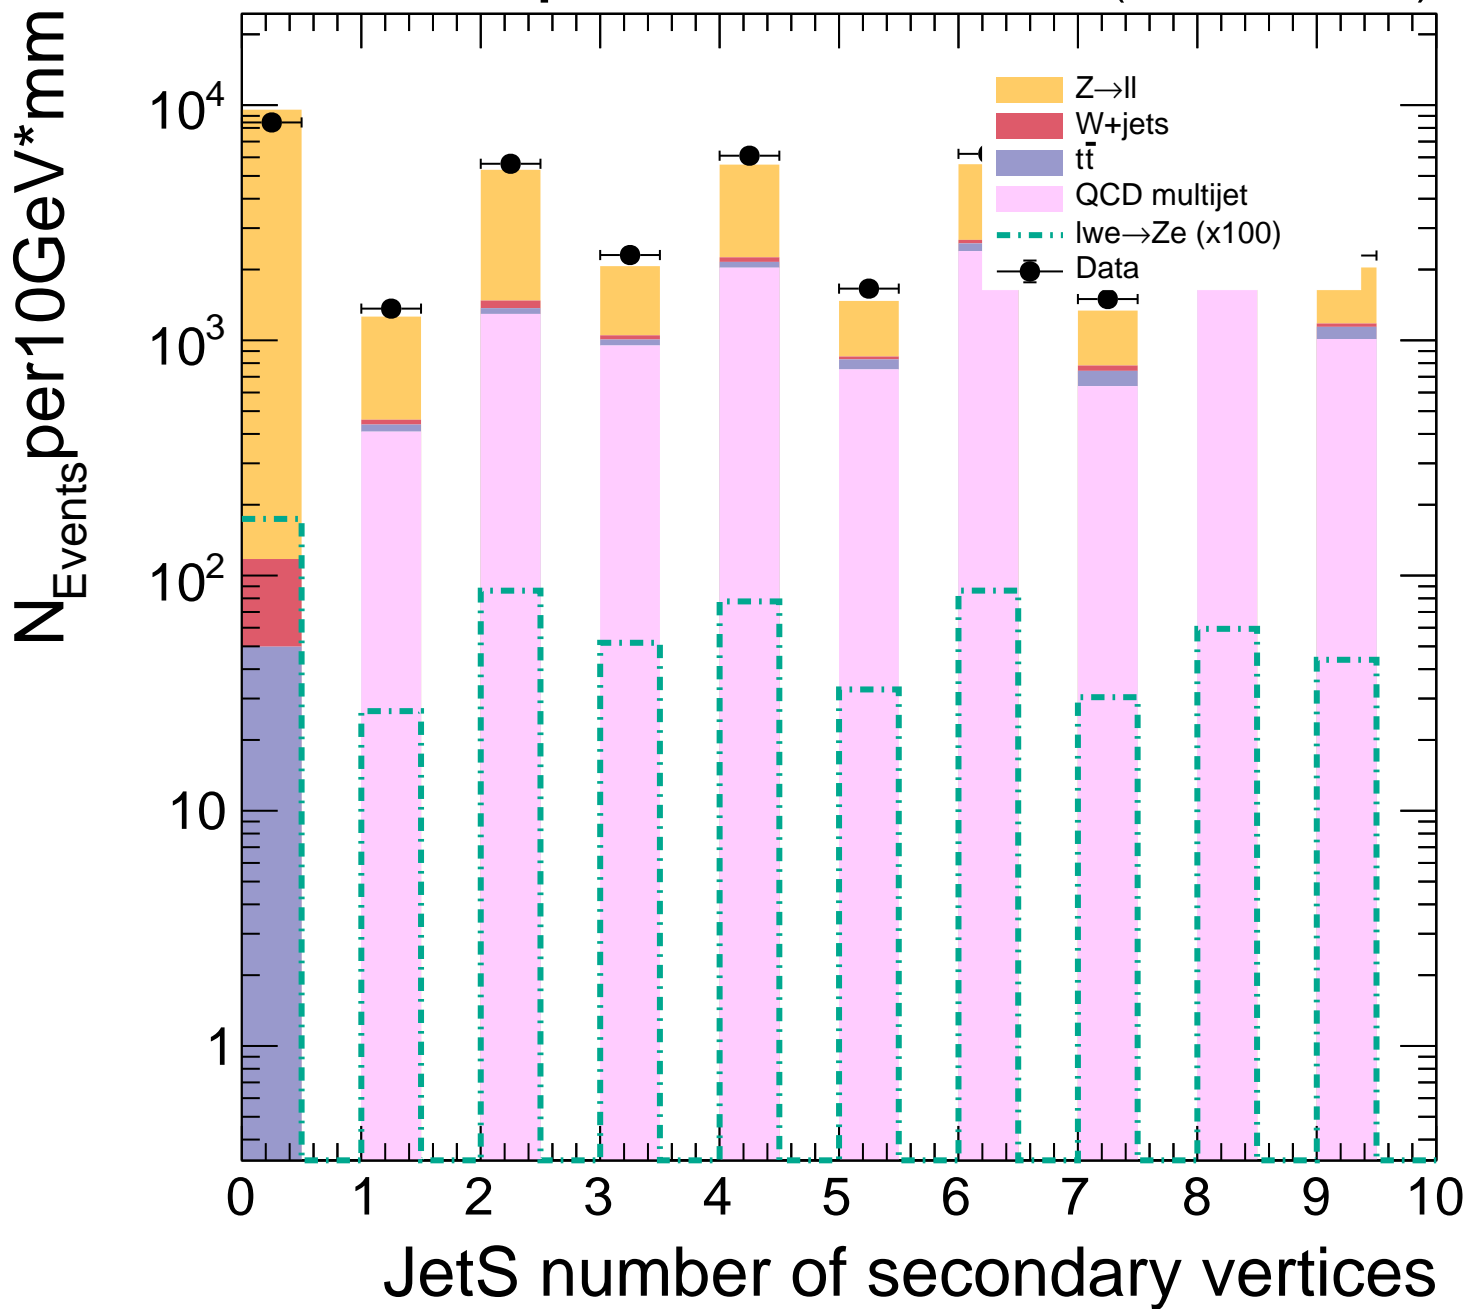 N_Events per10GeV*mm
10^4
10^3
10^2
10
1
Z→ll
W+jets
tt̄
QCD multijet
lwe→Ze (x100)
Data
0 1 2 3 4 5 6 7 8 9 10
JetS number of secondary vertices